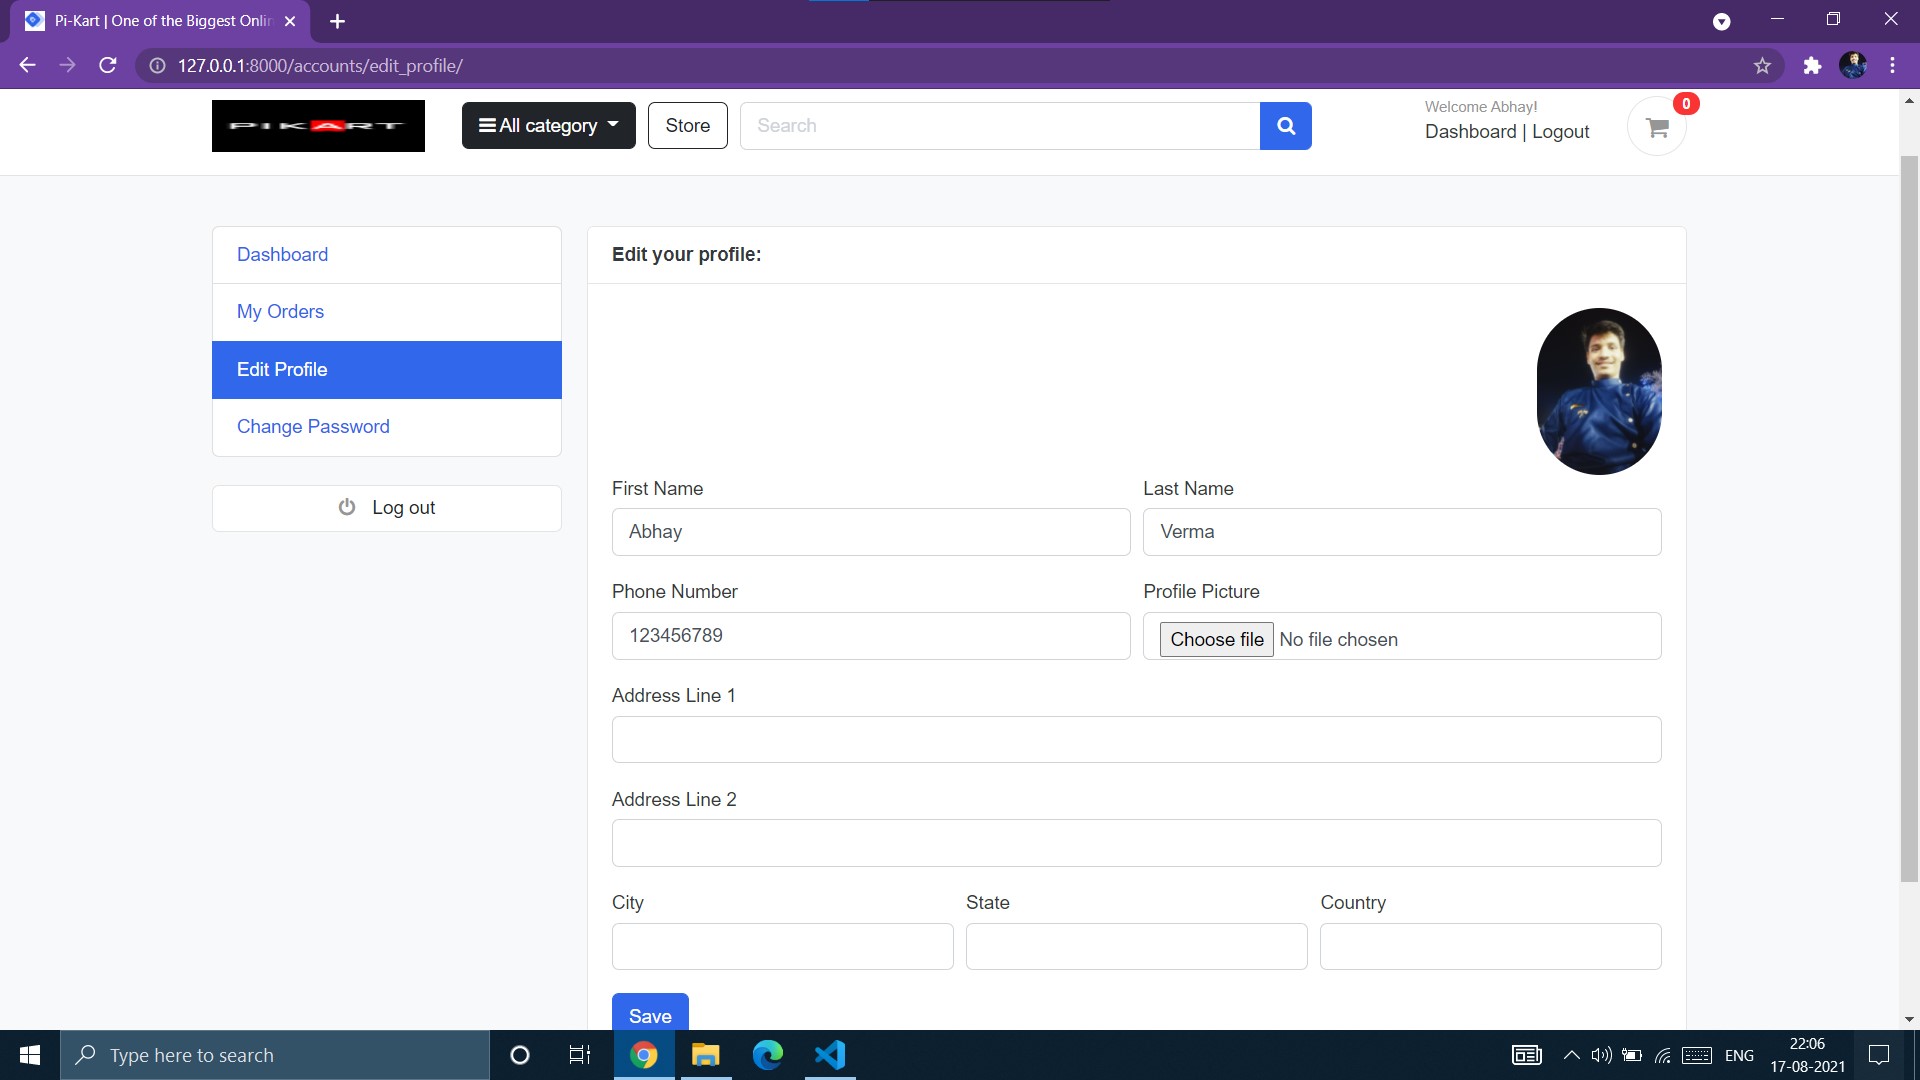 Pi-Kart | One of the Biggest Onlin
127.0.0.1:8000/accounts/edit_profile/
PIKART
All category
Store
Search
Welcome Abhay!
Dashboard | Logout
0
Dashboard
My Orders
Edit Profile
Change Password
Log out
Edit your profile:
First Name
Last Name
Abhay
Verma
Phone Number
Profile Picture
123456789
Choose file No file chosen
Address Line 1
Address Line 2
City
State
Country
Save
Type here to search
ENG
22:06
17-08-2021